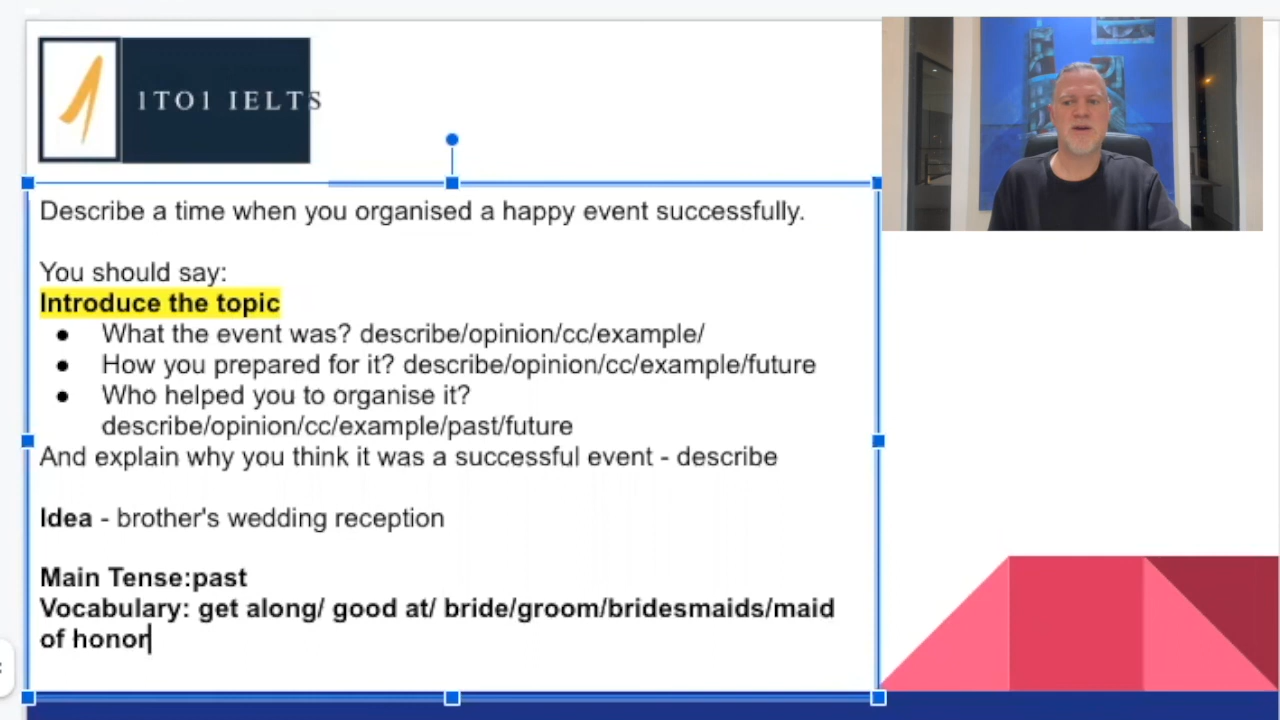 1TO1 IELTS
Describe a time when you organised a happy event successfully.
You should say:
Introduce the topic
● What the event was? describe/opinion/cc/example/
● How you prepared for it? describe/opinion/cc/example/future
● Who helped you to organise it?
describe/opinion/cc/example/past/future
And explain why you think it was a successful event - describe
Idea - brother's wedding reception
Main Tense:past
Vocabulary: get along/ good at/ bride/groom/bridesmaids/maid
of honor